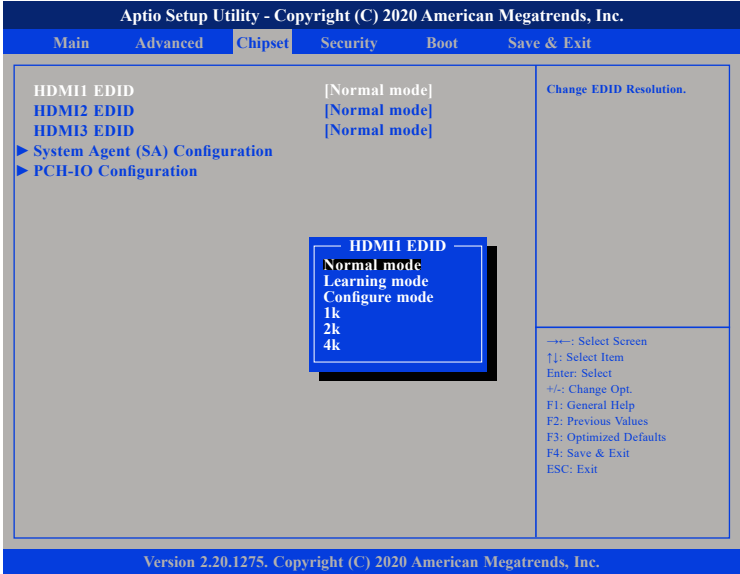 Aptio Setup Utility - Copyright (C) 2020 American Megatrends, Inc.
Main Advanced Chipset Security Boot Save & Exit
HDMI1 EDID [Normal mode]
HDMI2 EDID [Normal mode]
HDMI3 EDID [Normal mode]
► System Agent (SA) Configuration
► PCH-IO Configuration
Change EDID Resolution.
HDMI1 EDID
Normal mode
Learning mode
Configure mode
1k
2k
4k
→←: Select Screen
↑↓: Select Item
Enter: Select
+/-: Change Opt.
F1: General Help
F2: Previous Values
F3: Optimized Defaults
F4: Save & Exit
ESC: Exit
Version 2.20.1275. Copyright (C) 2020 American Megatrends, Inc.